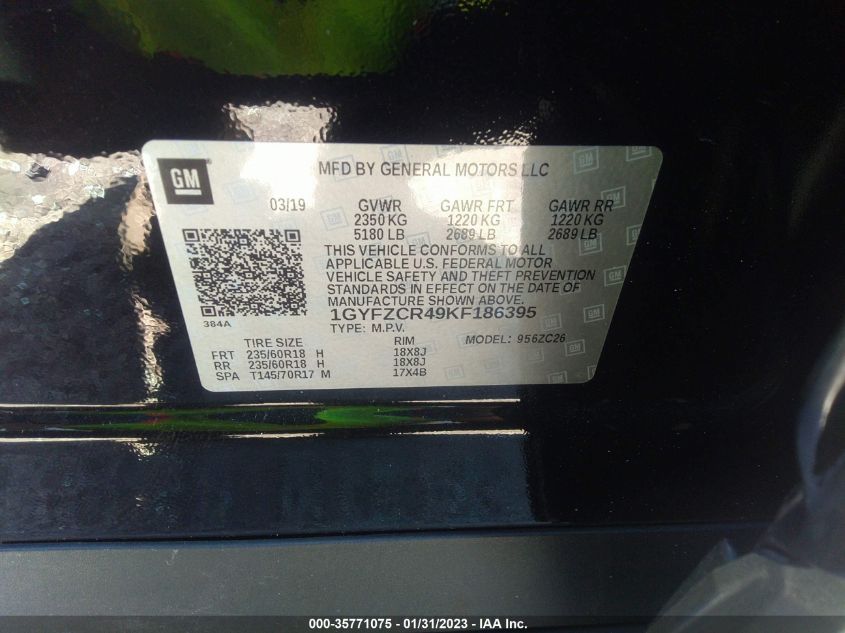 GM
MFD BY GENERAL MOTORS LLC
03/19 GVWR GAWR FRT GAWR RR
2350 KG 1220 KG 1220 KG
5180 LB 2689 LB 2689 LB
THIS VEHICLE CONFORMS TO ALL
APPLICABLE U.S. FEDERAL MOTOR
VEHICLE SAFETY AND THEFT PREVENTION
STANDARDS IN EFFECT ON THE DATE OF
MANUFACTURE SHOWN ABOVE.
384A
1GYFZCR49KF186395
TYPE: M.P.V. MODEL: 956ZC26
TIRE SIZE RIM
FRT 235/60R18 H 18X8J
RR 235/60R18 H 18X8J
SPA T145/70R17 M 17X4B
000-35771075 - 01/31/2023 - IAA Inc.